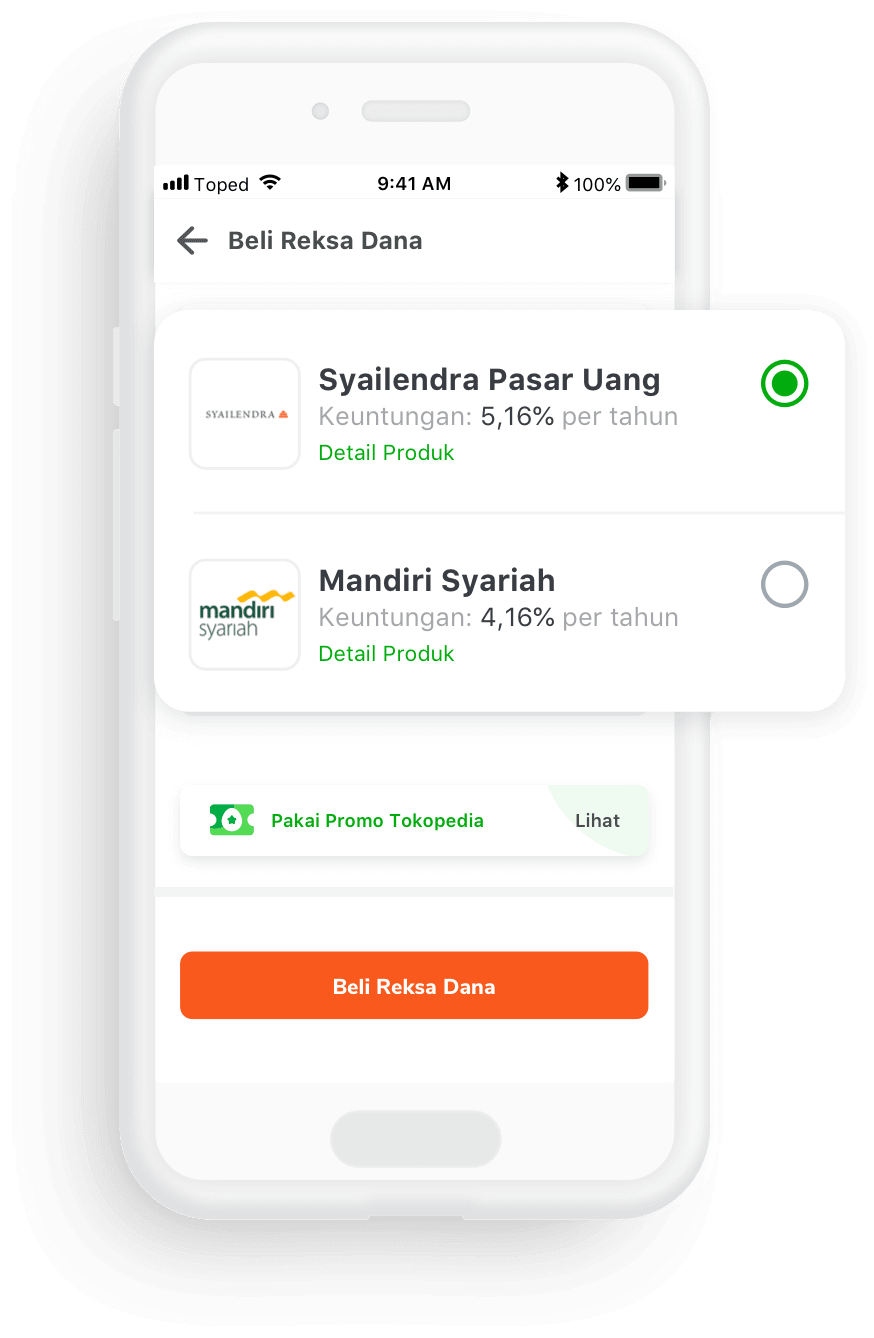 Toped 9:41 AM 100%
Beli Reksa Dana
SYAILENDRA
Syailendra Pasar Uang
Keuntungan: 5,16% per tahun
Detail Produk
mandiri
syariah
Mandiri Syariah
Keuntungan: 4,16% per tahun
Detail Produk
Pakai Promo Tokopedia Lihat
Beli Reksa Dana